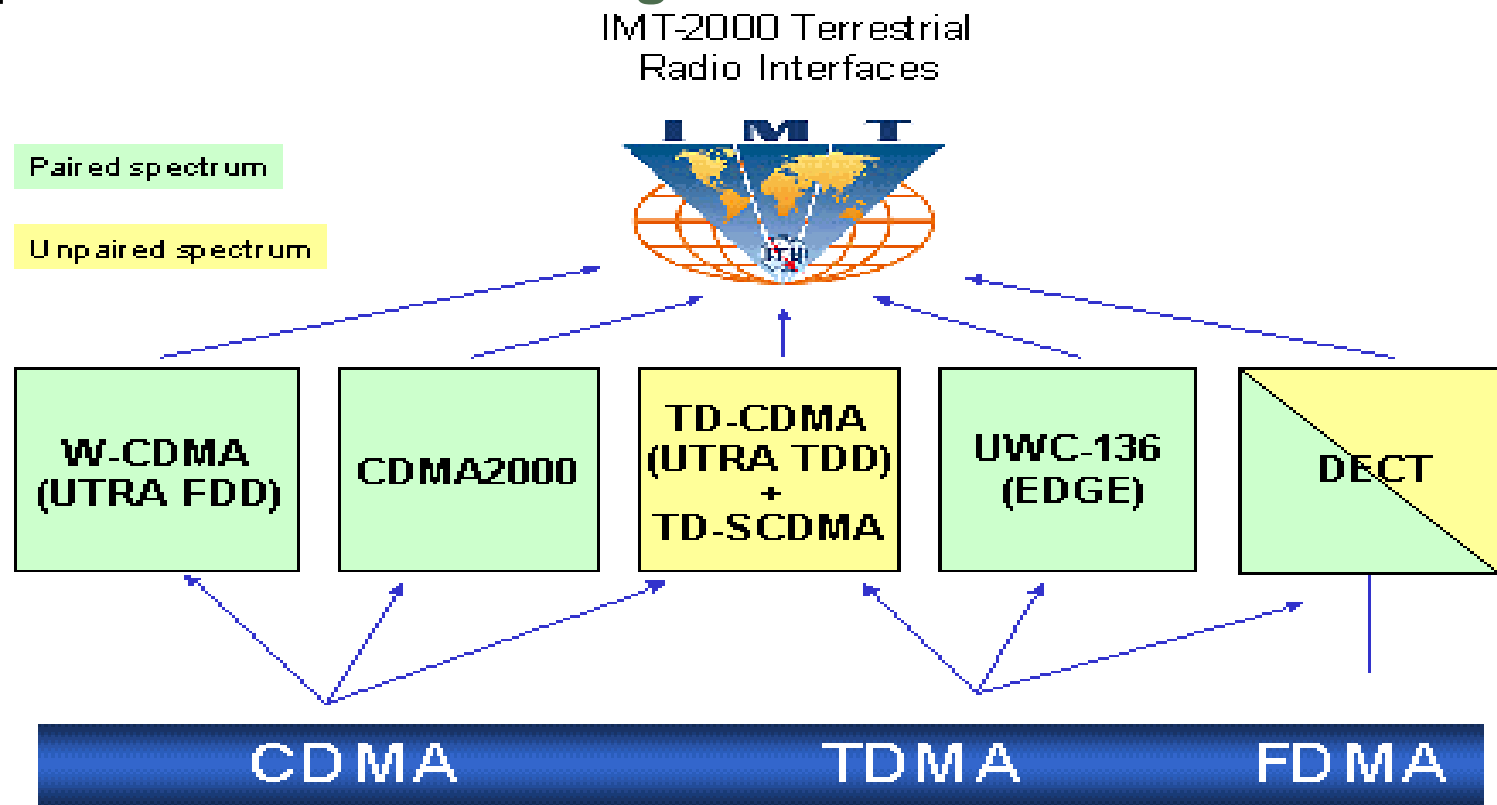 IMT-2000 Terrestrial
Radio Interfaces
I M T
Paired spectrum
Unpaired spectrum
ITU
W-CDMA
(UTRA FDD)
CDMA2000
TD-CDMA
(UTRA TDD)
+
TD-SCDMA
UWC-136
(EDGE)
DECT
CDMA
TDMA
FDMA